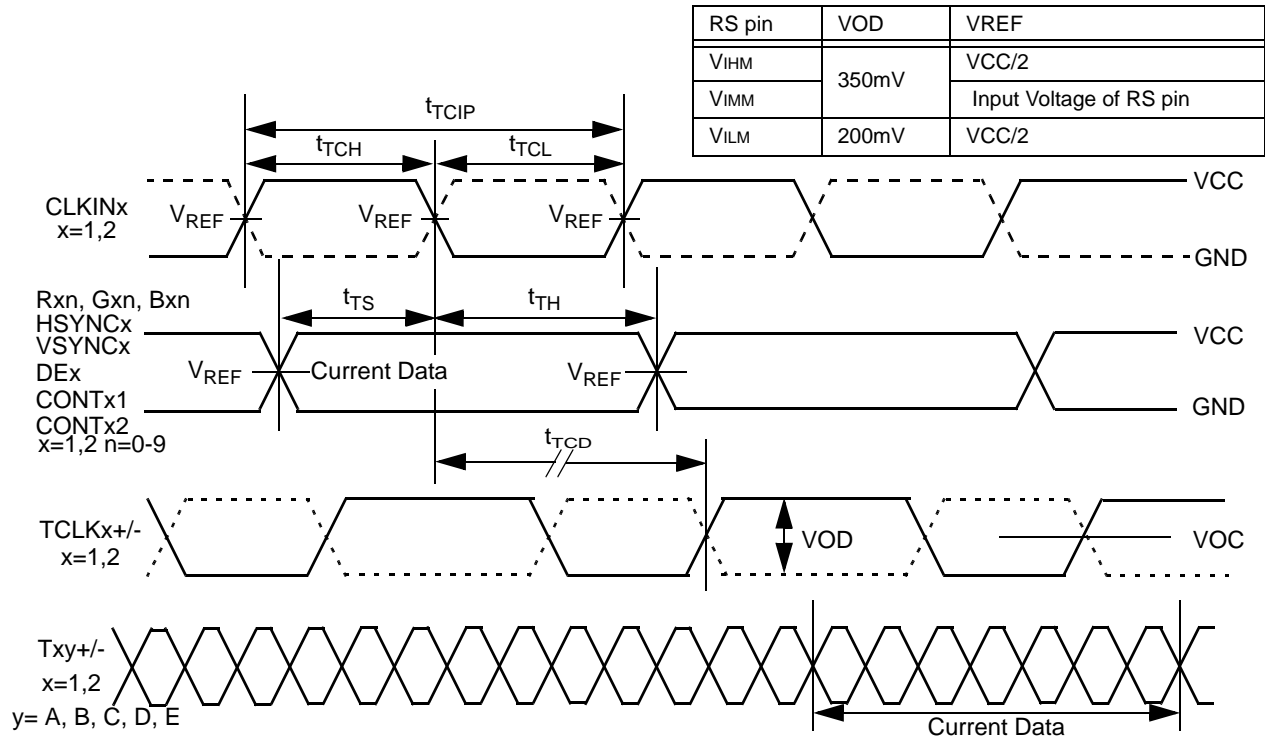 RS pin VOD VREF
VIHM 350mV VCC/2
VIMM Input Voltage of RS pin
VILM 200mV VCC/2
tTCIP
tTCH tTCL
VCC
CLKINx
x=1,2
VREF VREF VREF
GND
Rxn, Gxn, Bxn
HSYNCx
VSYNCx
DEx
CONTx1
CONTx2
x=1,2 n=0-9
tTS tTH
VCC
VREF Current Data VREF
GND
tTCD
TCLKx+/-
x=1,2
VOD VOC
Txy+/-
x=1,2
y= A, B, C, D, E
Current Data